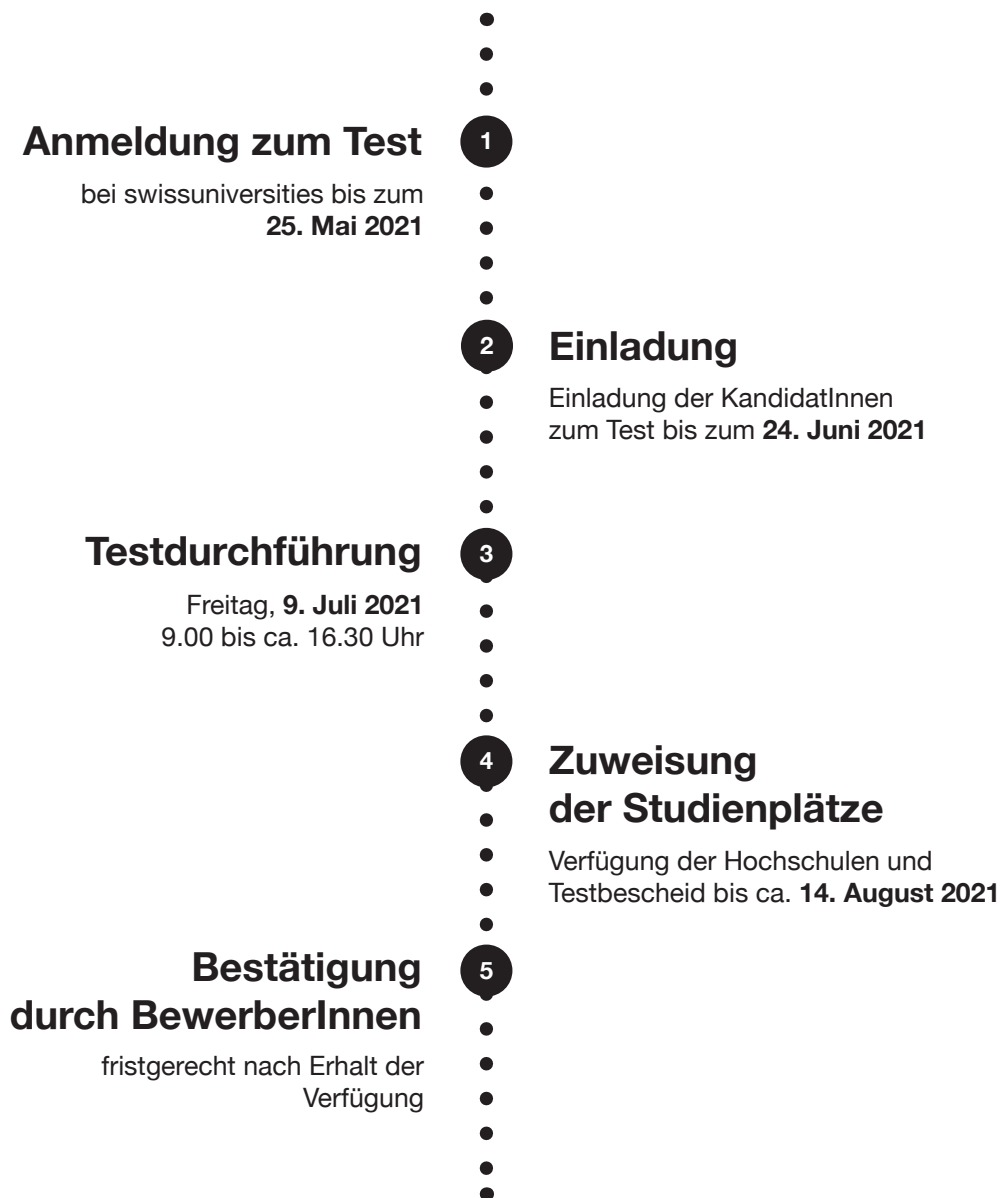 Anmeldung zum Test
1
bei swissuniversities bis zum
25. Mai 2021
2
Einladung
Einladung der KandidatInnen
zum Test bis zum 24. Juni 2021
Testdurchführung
3
Freitag, 9. Juli 2021
9.00 bis ca. 16.30 Uhr
4
Zuweisung
der Studienplätze
Verfügung der Hochschulen und
Testbescheid bis ca. 14. August 2021
Bestätigung
5
durch BewerberInnen
fristgerecht nach Erhalt der
Verfügung